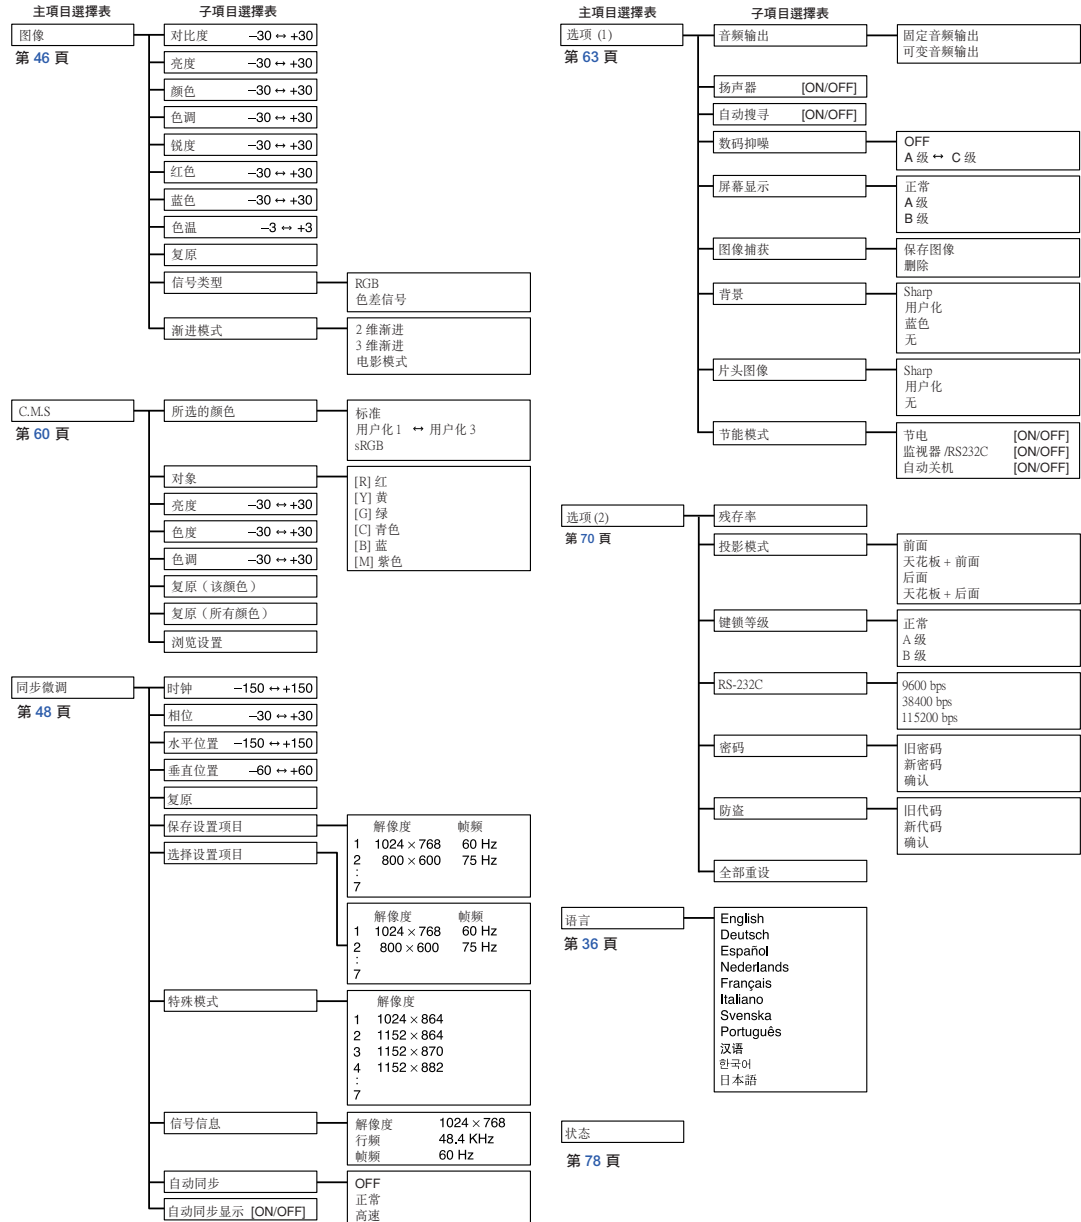 主項目選擇表
子項目選擇表
图像
第 46 頁
对比度 –30 ↔ +30
亮度 –30 ↔ +30
颜色 –30 ↔ +30
色调 –30 ↔ +30
锐度 –30 ↔ +30
红色 –30 ↔ +30
蓝色 –30 ↔ +30
色温 –3 ↔ +3
复原
信号类型
RGB
色差信号
渐进模式
2 维渐进
3 维渐进
电影模式
C.M.S
第 60 頁
所选的颜色
标准
用户化 1 ↔ 用户化 3
sRGB
对象
[R] 红
[Y] 黄
[G] 绿
[C] 青色
[B] 蓝
[M] 紫色
亮度 –30 ↔ +30
色度 –30 ↔ +30
色调 –30 ↔ +30
复原（该颜色）
复原（所有颜色）
浏览设置
同步微调
第 48 頁
时钟 –150 ↔ +150
相位 –30 ↔ +30
水平位置 –150 ↔ +150
垂直位置 –60 ↔ +60
复原
保存设置项目
解像度 帧频
1 1024 × 768 60 Hz
2 800 × 600 75 Hz
:
7
选择设置项目
解像度 帧频
1 1024 × 768 60 Hz
2 800 × 600 75 Hz
:
7
特殊模式
解像度
1 1024 × 864
2 1152 × 864
3 1152 × 870
4 1152 × 882
:
7
信号信息
解像度 1024 × 768
行频 48.4 KHz
帧频 60 Hz
自动同步
OFF
正常
高速
自动同步显示 [ON/OFF]
主項目選擇表
子項目選擇表
选项 (1)
第 63 頁
音频输出
固定音频输出
可变音频输出
扬声器 [ON/OFF]
自动搜寻 [ON/OFF]
数码抑噪
OFF
A 级 ↔ C 级
屏幕显示
正常
A 级
B 级
图像捕获
保存图像
删除
背景
Sharp
用户化
蓝色
无
片头图像
Sharp
用户化
无
节能模式
节电 [ON/OFF]
监视器 /RS232C [ON/OFF]
自动关机 [ON/OFF]
选项 (2)
第 70 頁
残存率
投影模式
前面
天花板 + 前面
后面
天花板 + 后面
键锁等级
正常
A 级
B 级
RS-232C
9600 bps
38400 bps
115200 bps
密码
旧密码
新密码
确认
防盗
旧代码
新代码
确认
全部重设
语言
第 36 頁
English
Deutsch
Español
Nederlands
Français
Italiano
Svenska
Português
汉语
한국어
日本語
状态
第 78 頁